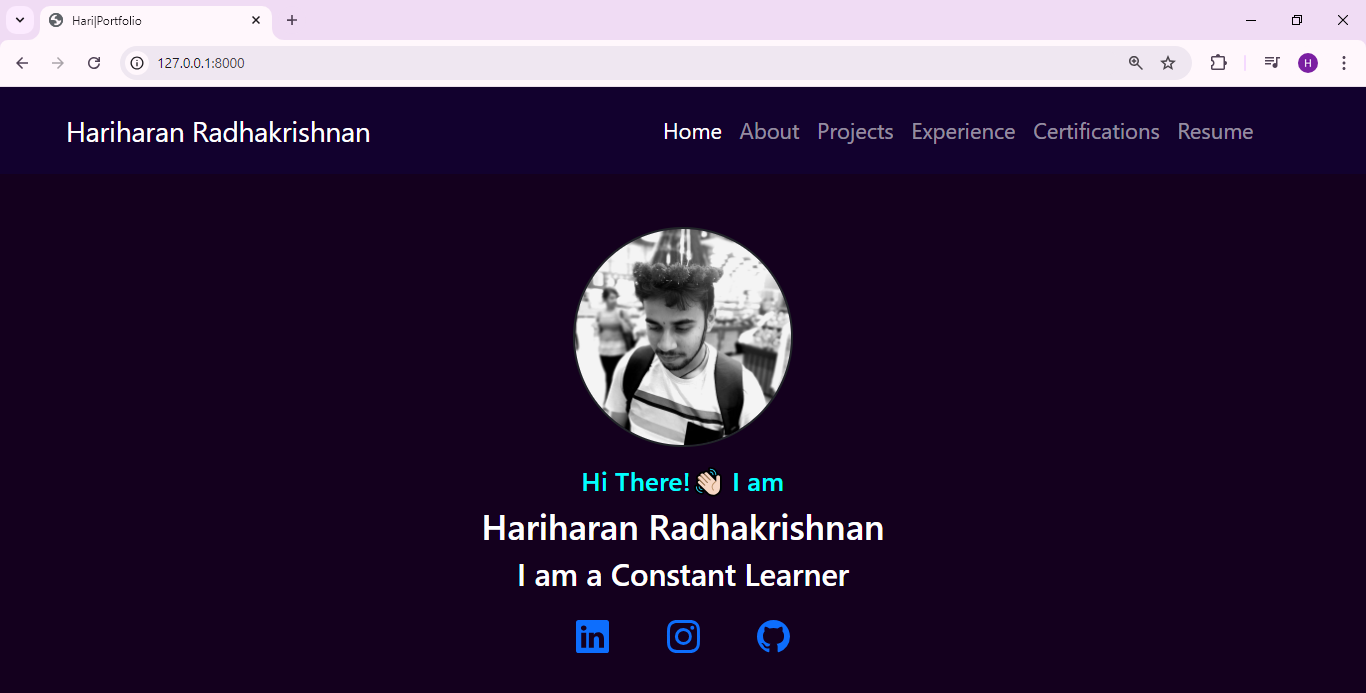 Hari|Portfolio
127.0.0.1:8000
H
Hariharan Radhakrishnan
Home About Projects Experience Certifications Resume
Hi There!👋🏻 I am
Hariharan Radhakrishnan
I am a Constant Learner
in